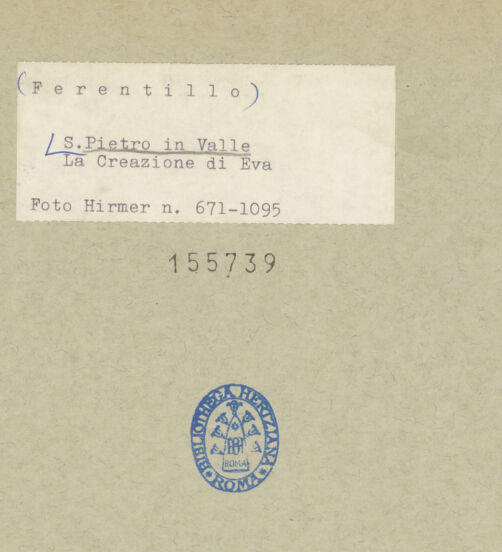 (Ferentillo)
S.Pietro in Valle
La Creazione di Eva
Foto Hirmer n. 671-1095
155739
BIBLIOTHECA HERTZIANA
ROMA
ROMA